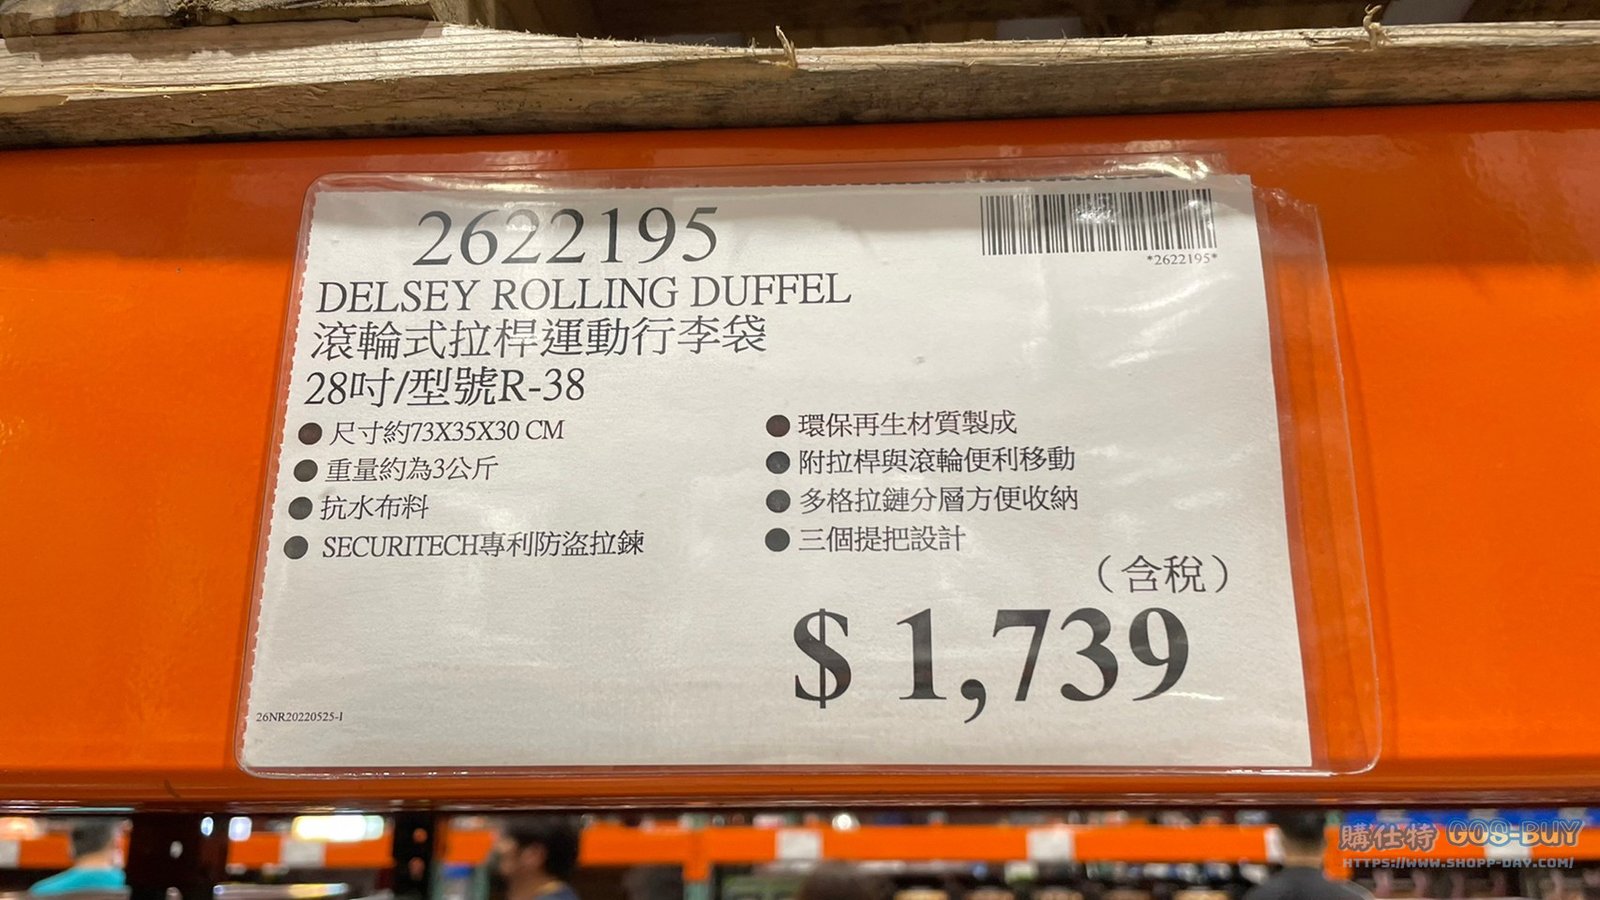 2622195
*2622195*
DELSEY ROLLING DUFFEL
滾輪式拉桿運動行李袋
28吋/型號R-38
● 尺寸約73X35X30 CM
● 重量約為3公斤
● 抗水布料
● SECURITECH專利防盜拉鍊
● 環保再生材質製成
● 附拉桿與滾輪便利移動
● 多格拉鏈分層方便收納
● 三個提把設計
（含稅）
$ 1,739
26NR20220525-1
購仕特 GOS-BUY
HTTPS://WWW.SHOPP-DAY.COM/